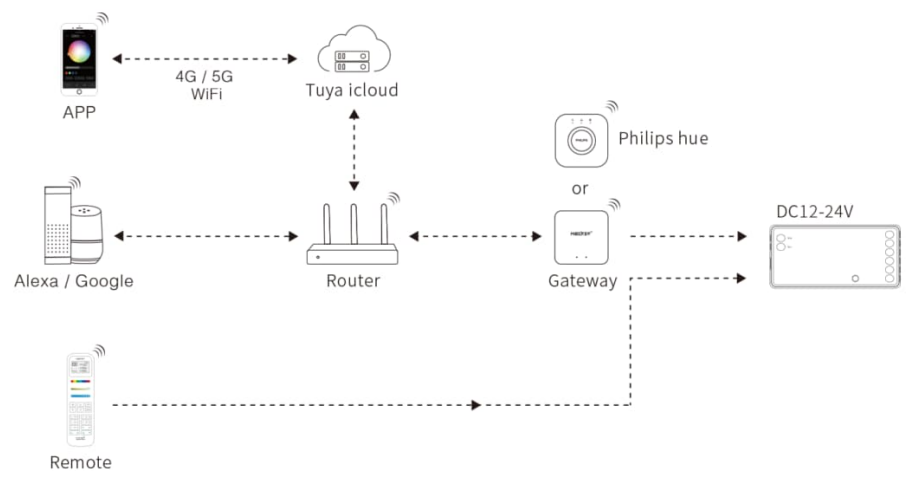 APP
4G / 5G
WiFi
Tuya icloud
Philips hue
or
DC12-24V
Alexa / Google
Router
Gateway
Remote